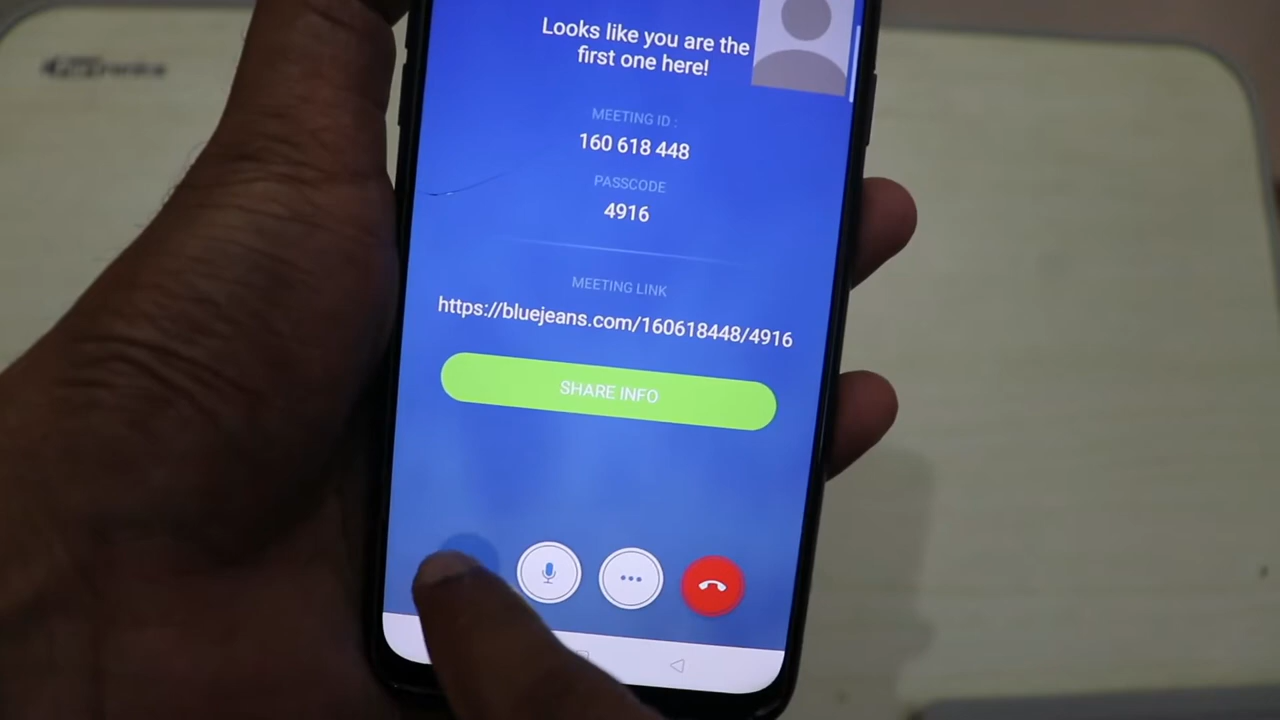 Looks like you are the
first one here!
MEETING ID :
160 618 448
PASSCODE
4916
MEETING LINK
https://bluejeans.com/160618448/4916
SHARE INFO